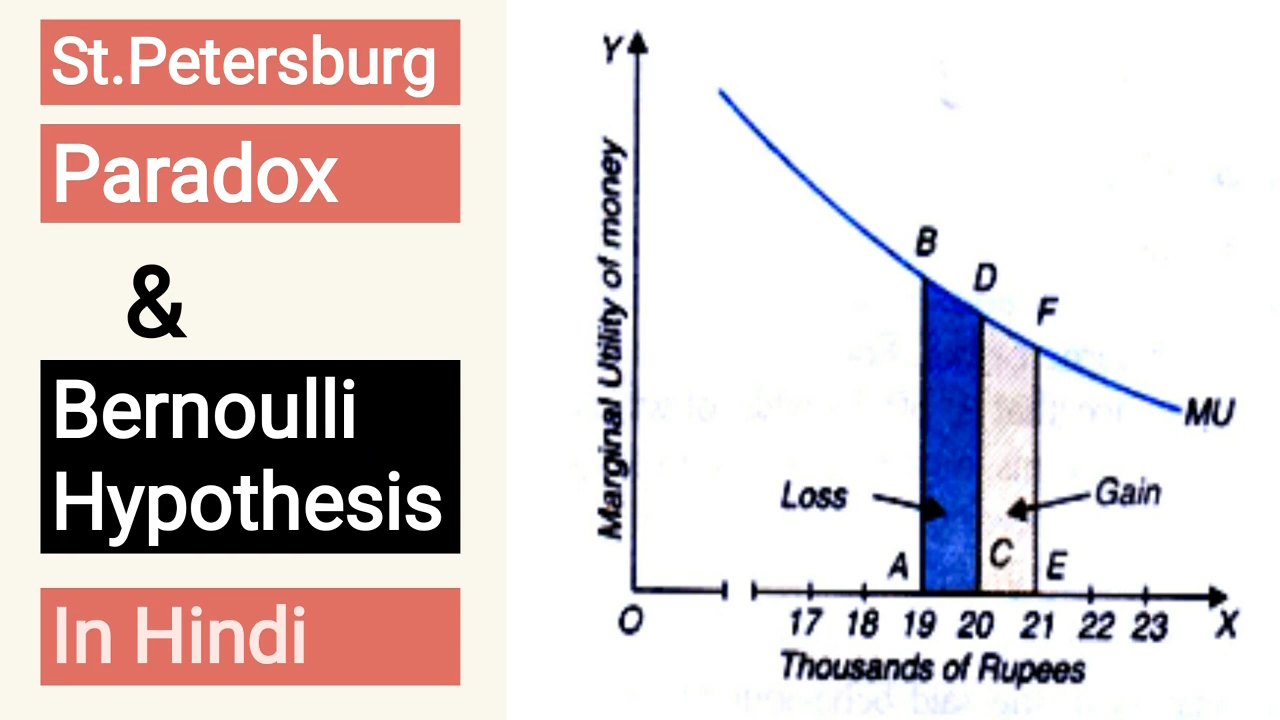 St.Petersburg
Paradox
&
Bernoulli
Hypothesis
In Hindi
Y
Marginal Utility of money
B
D
F
MU
Loss
Gain
A
C
E
O
17 18 19 20 21 22 23 X
Thousands of Rupees